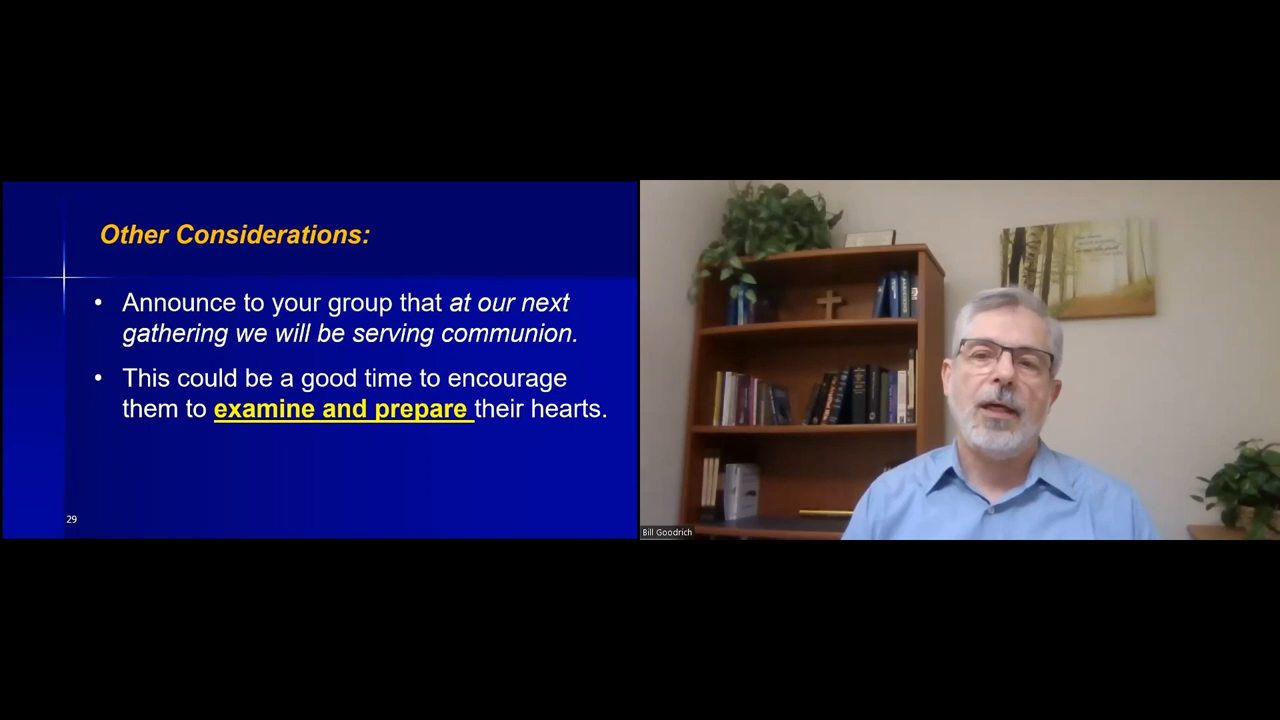 Other Considerations:
• Announce to your group that at our next
gathering we will be serving communion.
• This could be a good time to encourage
them to examine and prepare their hearts.
29
Bill Goodrich